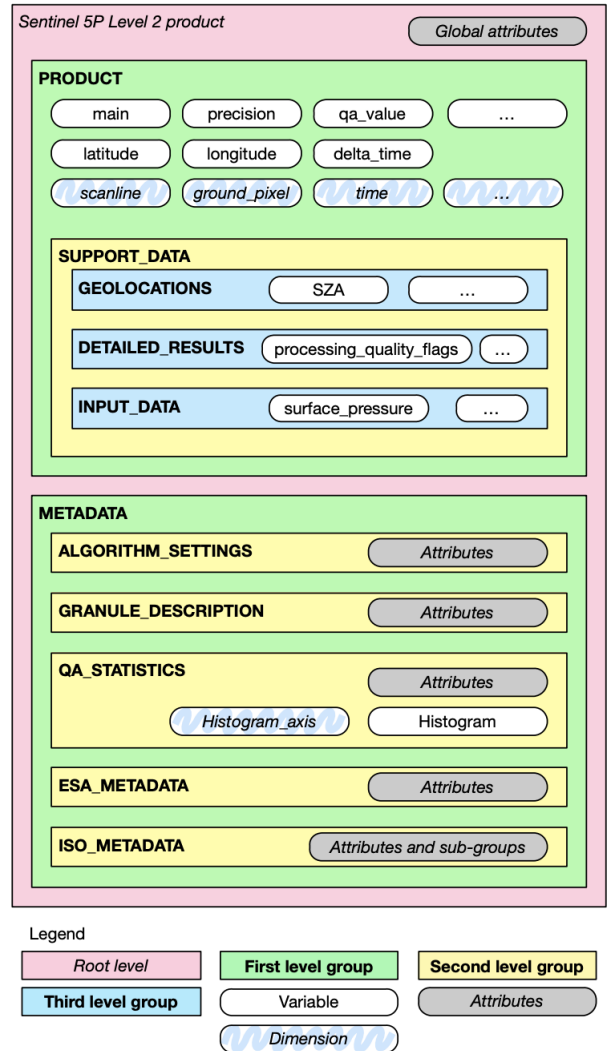 Sentinel 5P Level 2 product
Global attributes
PRODUCT
main precision qa_value ...
latitude longitude delta_time
scanline ground_pixel time ...
SUPPORT_DATA
GEOLOCATIONS SZA ...
DETAILED_RESULTS processing_quality_flags ...
INPUT_DATA surface_pressure ...
METADATA
ALGORITHM_SETTINGS Attributes
GRANULE_DESCRIPTION Attributes
QA_STATISTICS
Attributes
Histogram_axis Histogram
ESA_METADATA Attributes
ISO_METADATA Attributes and sub-groups
Legend
Root level First level group Second level group
Third level group Variable Attributes
Dimension